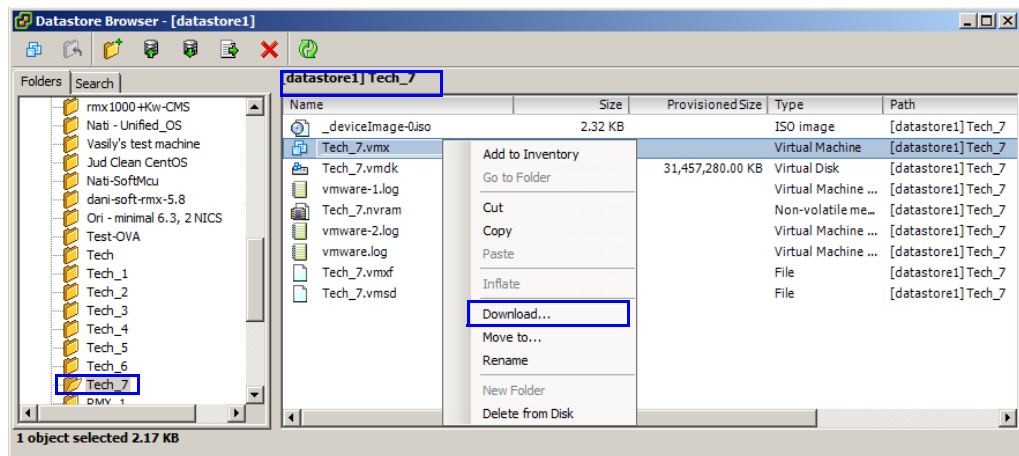 Datastore Browser - [datastore1]
Folders
Search
rmx1000+Kw-CMS
Nati - Unified_OS
Vasily's test machine
Jud Clean CentOS
Nati-SoftMcu
dani-soft-rmx-5.8
Ori - minimal 6.3, 2 NICS
Test-OVA
Tech
Tech_1
Tech_2
Tech_3
Tech_4
Tech_5
Tech_6
Tech_7
RMX_1
[datastore1] Tech_7
Name Size Provisioned Size Type Path
_deviceImage-0.iso 2.32 KB ISO image [datastore1] Tech_7
Tech_7.vmx Virtual Machine [datastore1] Tech_7
Tech_7.vmdk 31,457,280.00 KB Virtual Disk [datastore1] Tech_7
vmware-1.log Virtual Machine ... [datastore1] Tech_7
Tech_7.nvram Non-volatile me... [datastore1] Tech_7
vmware-2.log Virtual Machine ... [datastore1] Tech_7
vmware.log Virtual Machine ... [datastore1] Tech_7
Tech_7.vmxf File [datastore1] Tech_7
Tech_7.vmsd File [datastore1] Tech_7
Add to Inventory
Go to Folder
Cut
Copy
Paste
Inflate
Download...
Move to...
Rename
New Folder
Delete from Disk
1 object selected 2.17 KB